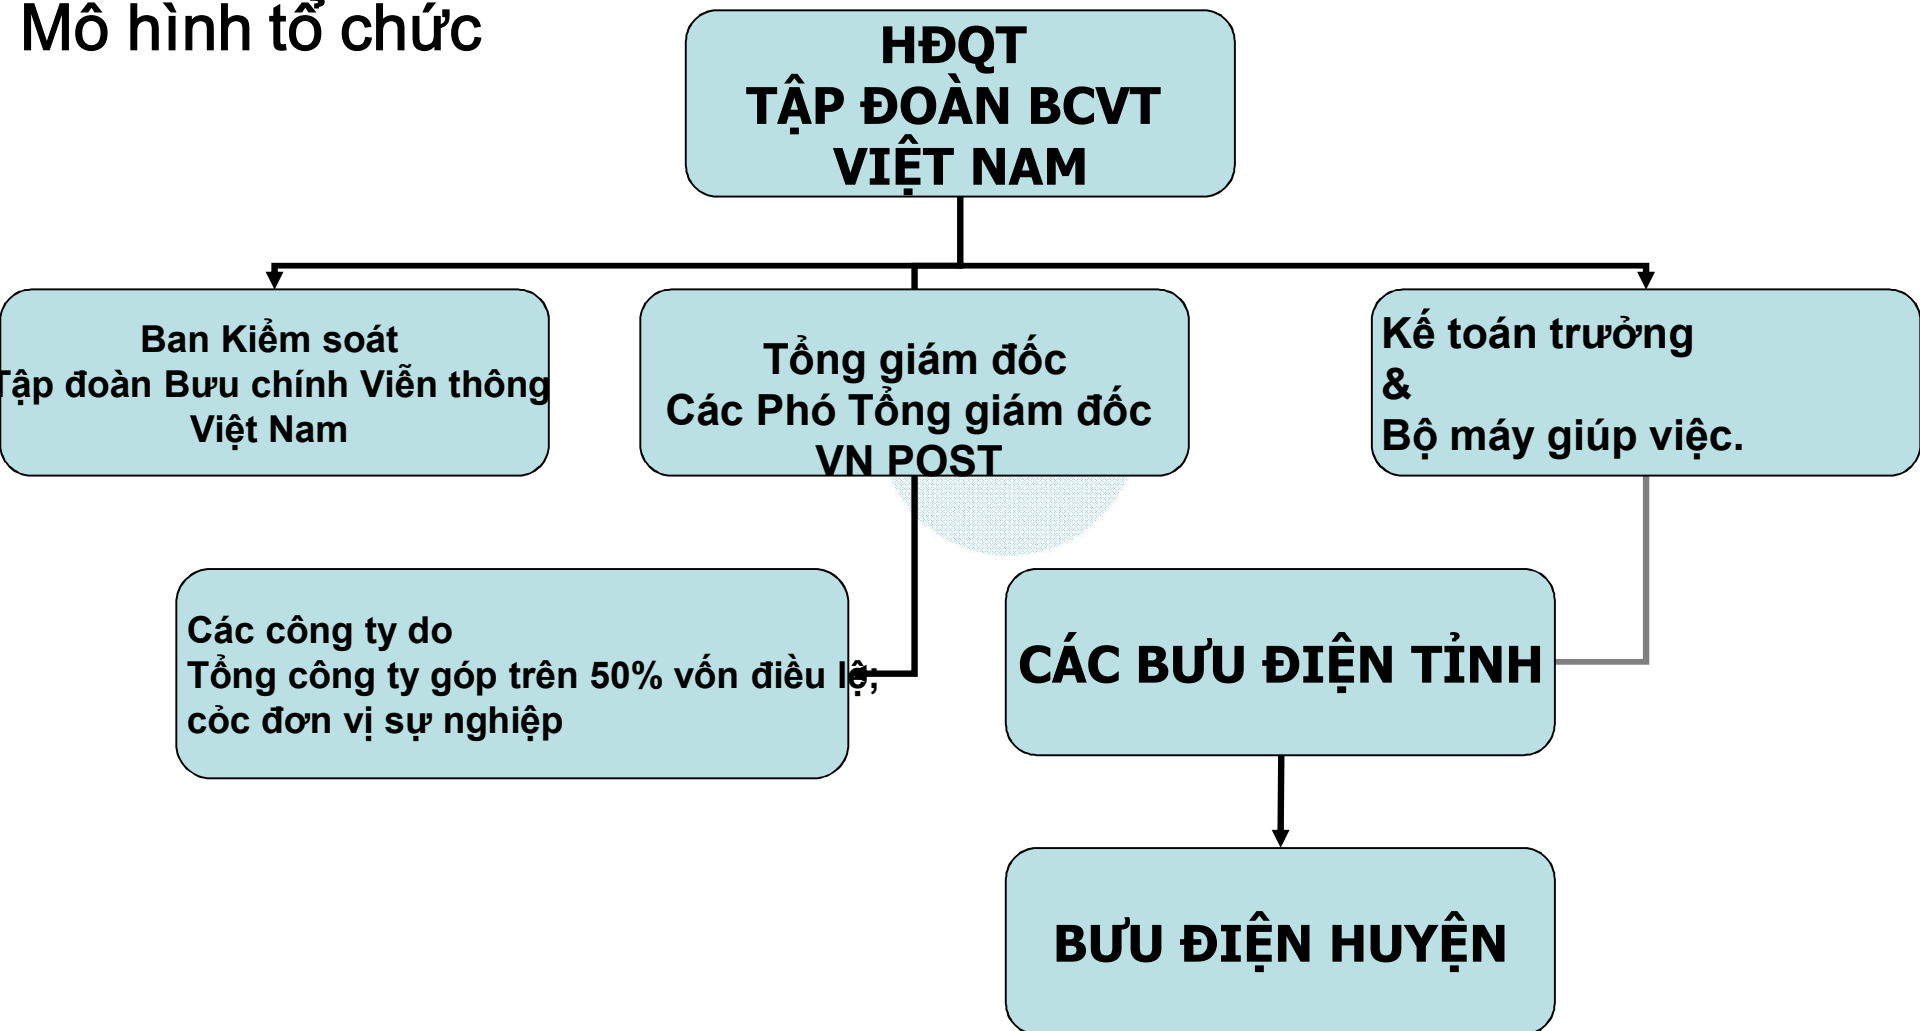 Mô hình tổ chức
HĐQT
TẬP ĐOÀN BCVT
VIỆT NAM
Ban Kiểm soát
Tập đoàn Bưu chính Viễn thông
Việt Nam
Tổng giám đốc
Các Phó Tổng giám đốc
VN POST
Kế toán trưởng
&
Bộ máy giúp việc.
Các công ty do
Tổng công ty góp trên 50% vốn điều lệ;
cỏc đơn vị sự nghiệp
CÁC BƯU ĐIỆN TỈNH
BƯU ĐIỆN HUYỆN